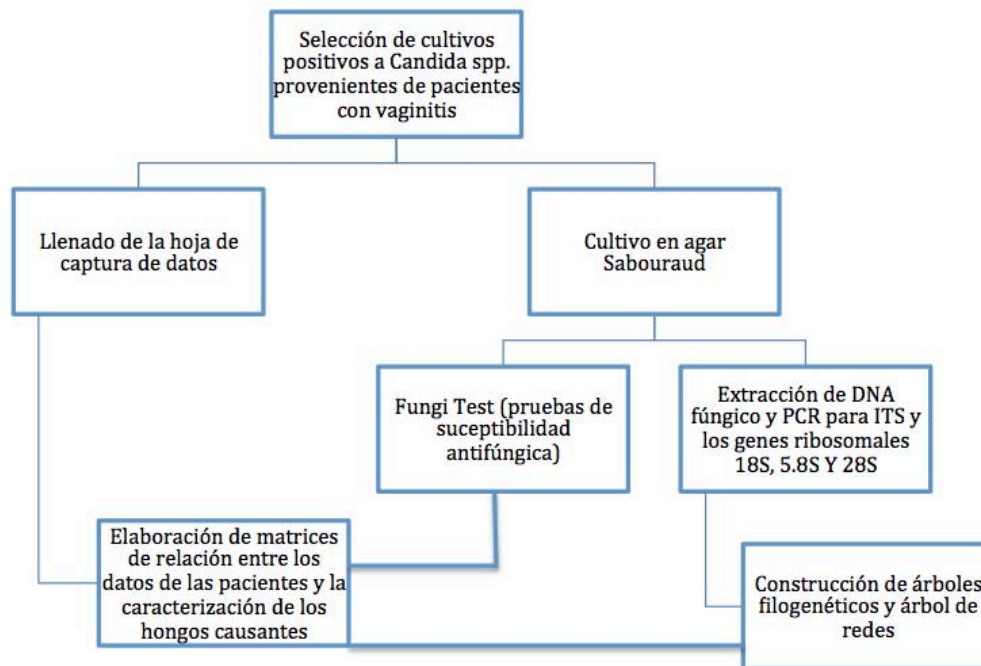 Selección de cultivos
positivos a Candida spp.
provenientes de pacientes
con vaginitis
Llenado de la hoja de
captura de datos
Cultivo en agar
Sabouraud
Fungi Test (pruebas de
suceptibilidad
antifúngica)
Extracción de DNA
fúngico y PCR para ITS y
los genes ribosomales
18S, 5.8S Y 28S
Elaboración de matrices
de relación entre los
datos de las pacientes y la
caracterización de los
hongos causantes
Construcción de árboles
filogenéticos y árbol de
redes